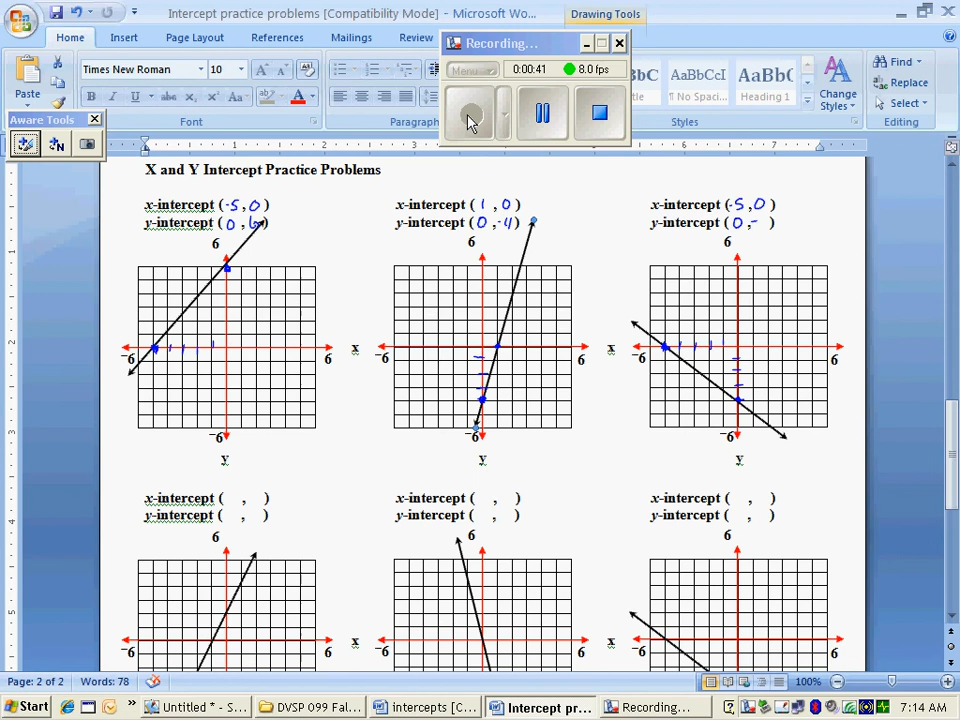 Intercept practice problems [Compatibility Mode] - Microsoft Wo...
Drawing Tools
Home Insert Page Layout References Mailings Review
Recording...
Menu 0:00:41 8.0 fps
Paste
Times New Roman 10
B I U abc X₂ X² Aa A
Font
Paragraph
AaBbC
¶ No Spaci...
AaBbC
Heading 1
Change Styles
Styles
Find
Replace
Select
Editing
Aware Tools
X and Y Intercept Practice Problems
x-intercept (-5, 0) x-intercept (1, 0) x-intercept (-5, 0
y-intercept (0, 6) y-intercept (0, -4) y-intercept (0, - )
6 6 6
-6 6 x -6 6 x -6 6
-6 -6 -6
y y y
x-intercept ( , ) x-intercept ( , ) x-intercept ( , )
y-intercept ( , ) y-intercept ( , ) y-intercept ( , )
6 6 6
-6 6 x -6 6 x -6 6
Page: 2 of 2 Words: 78 100%
Start Untitled * - S... DVSP 099 Fal... intercepts [C... Intercept pr... Recording... 7:14 AM